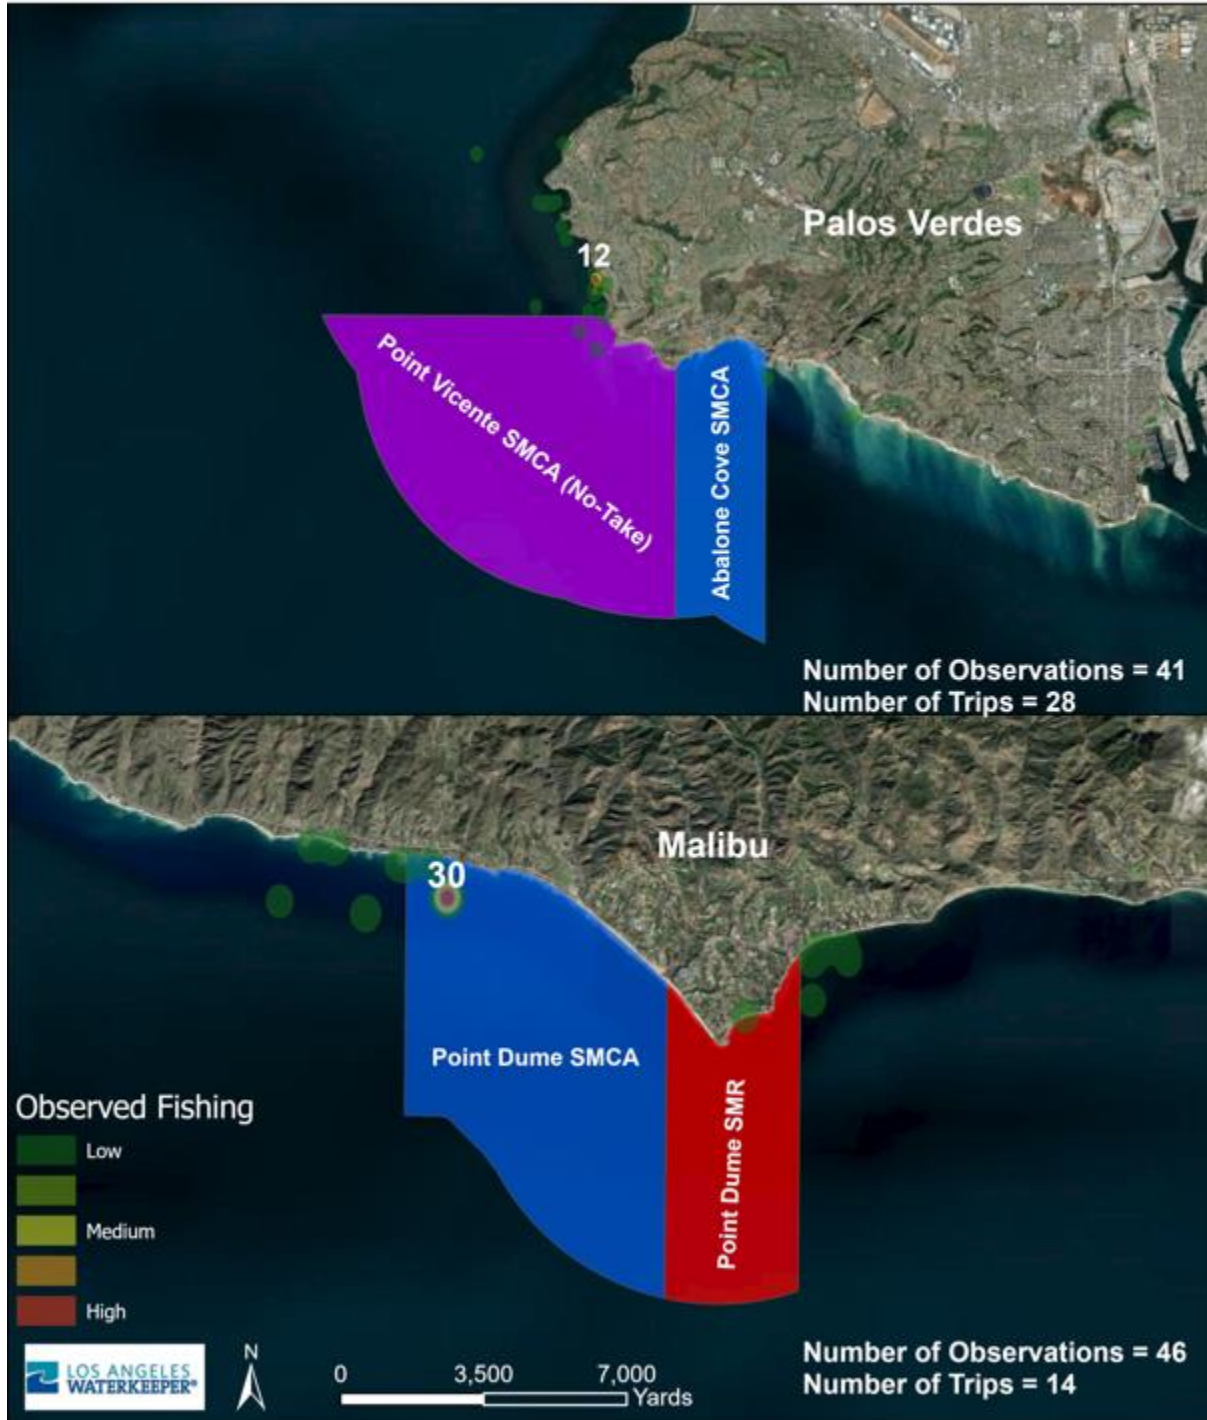 Palos Verdes
12
Point Vicente SMCA (No-Take)
Abalone Cove SMCA
Number of Observations = 41
Number of Trips = 28
Malibu
30
Point Dume SMCA
Point Dume SMR
Observed Fishing
Low
Medium
High
LOS ANGELES
WATERKEEPER®
N
0 3,500 7,000
Yards
Number of Observations = 46
Number of Trips = 14